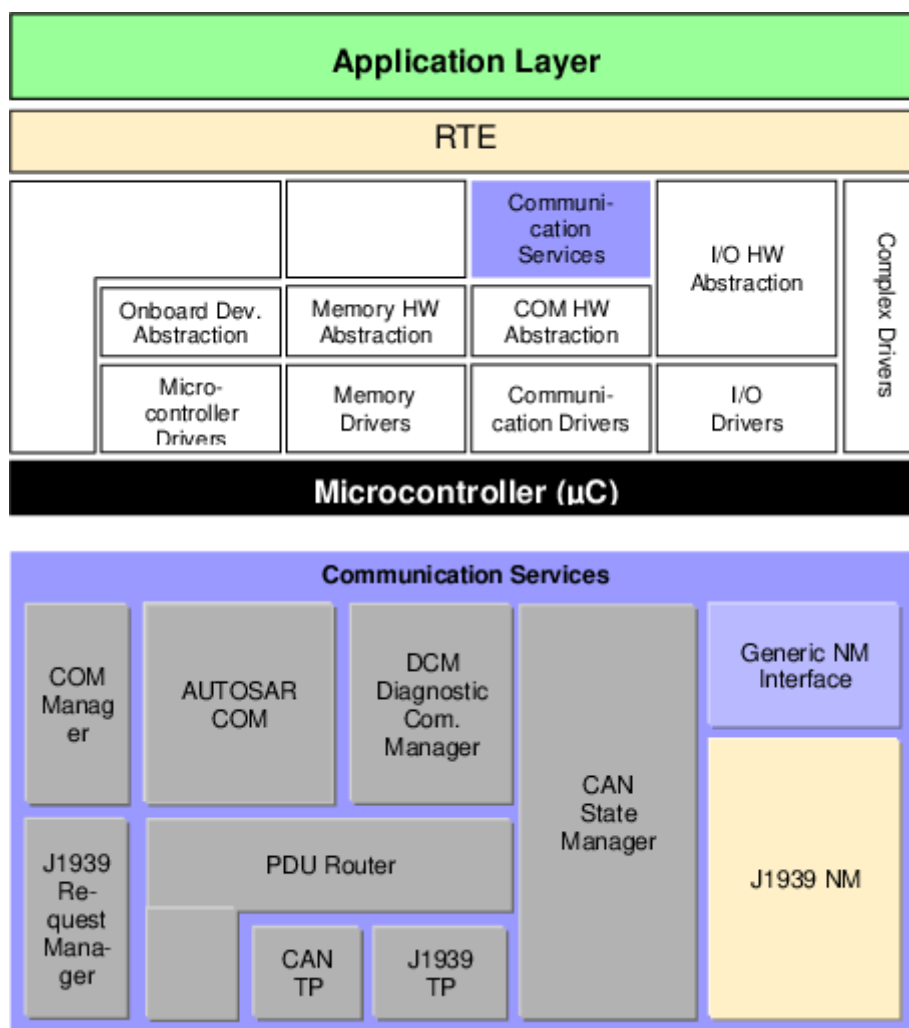 Application Layer
RTE
Communi-
cation
Services
I/O HW
Abstraction
Complex Drivers
Onboard Dev.
Abstraction
Memory HW
Abstraction
COM HW
Abstraction
Micro-
controller
Drivers
Memory
Drivers
Communi-
cation Drivers
I/O
Drivers
Microcontroller (µC)
Communication Services
COM
Manag
er
AUTOSAR
COM
DCM
Diagnostic
Com.
Manager
CAN
State
Manager
Generic NM
Interface
J1939
Re-
quest
Mana-
ger
PDU Router
CAN
TP
J1939
TP
J1939 NM